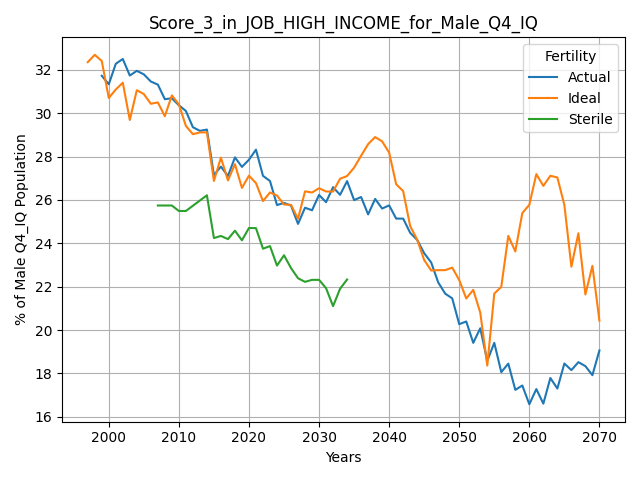 Score_3_in_JOB_HIGH_INCOME_for_Male_Q4_IQ
% of Male Q4_IQ Population
32
30
28
26
24
22
20
18
16
Fertility
Actual
Ideal
Sterile
2000 2010 2020 2030 2040 2050 2060 2070
Years